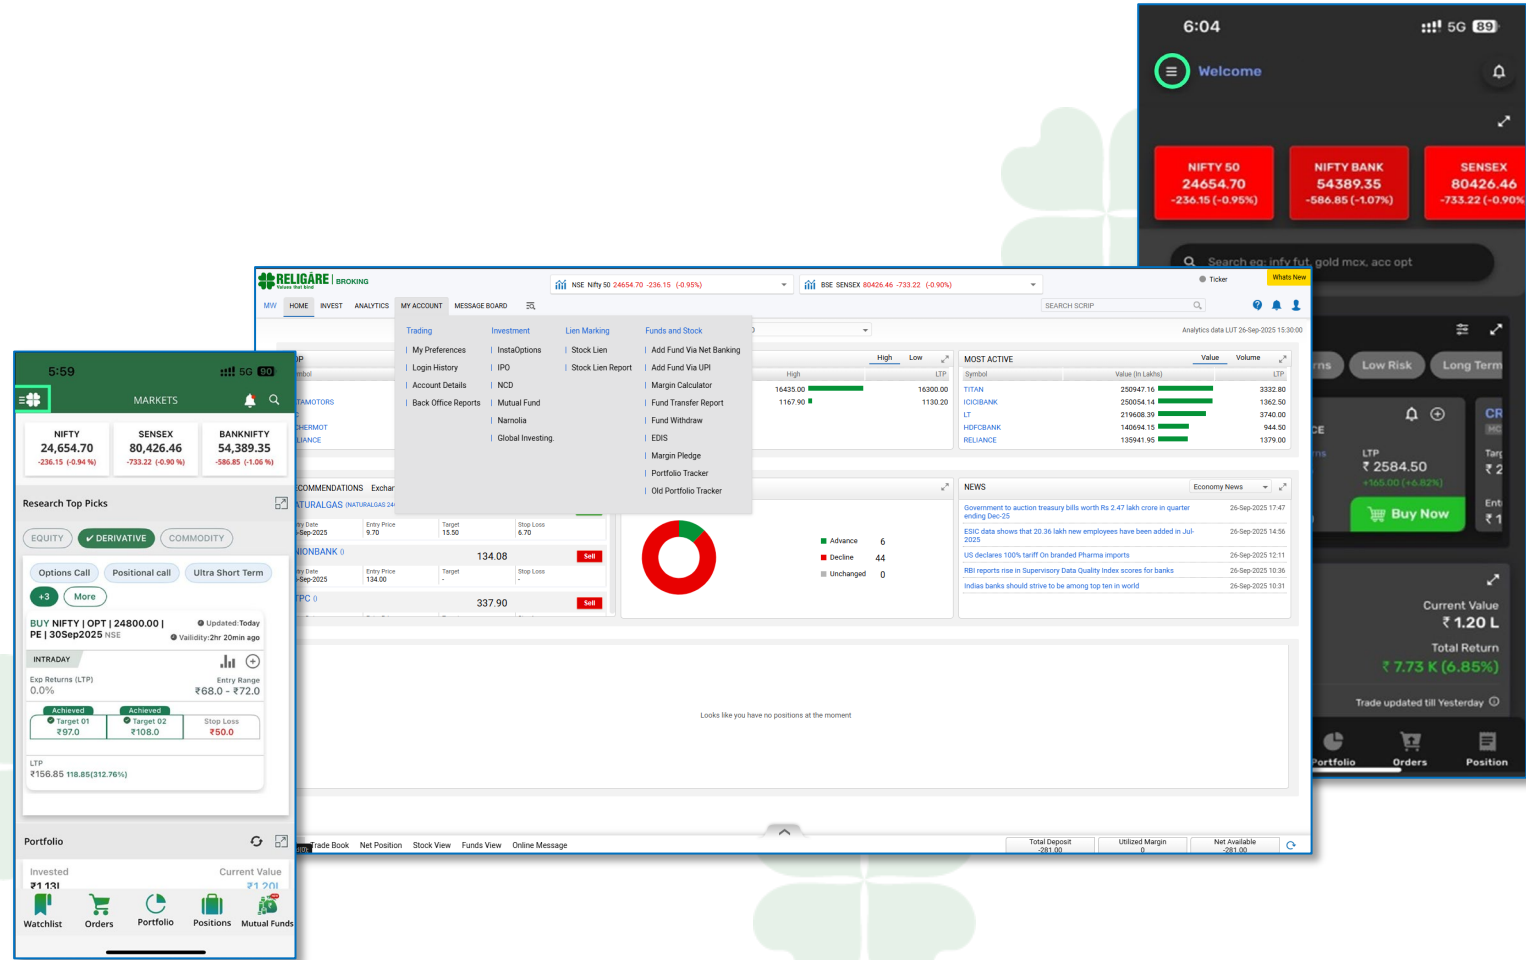 6:04
5G 89
Welcome
NIFTY 50
24654.70
-236.15 (-0.95%)
NIFTY BANK
54389.35
-586.85 (-1.07%)
SENSEX
80426.46
-733.22 (-0.90%
Search eg: infy fut, gold mcx, acc opt
Low Risk
Long Term
LTP
₹ 2584.50
+165.00 (+6.82%)
Buy Now
Current Value
₹ 1.20 L
Total Return
₹ 7.73 K (6.85%)
Trade updated till Yesterday
Portfolio
Orders
Position
RELIGARE | BROKING
Values that bind
NSE Nifty 50 24654.70 -236.15 (-0.95%)
BSE SENSEX 80426.46 -733.22 (-0.90%)
Ticker
Whats New
MW HOME INVEST ANALYTICS MY ACCOUNT MESSAGE BOARD
SEARCH SCRIP
Analytics data LUT 26-Sep-2025 15:30:00
Trading
My Preferences
Login History
Account Details
Back Office Reports
Investment
InstaOptions
IPO
NCD
Mutual Fund
Narnolia
Global Investing.
Lien Marking
Stock Lien
Stock Lien Report
Funds and Stock
Add Fund Via Net Banking
Add Fund Via UPI
Margin Calculator
Fund Transfer Report
Fund Withdraw
EDIS
Margin Pledge
Portfolio Tracker
Old Portfolio Tracker
High Low
High LTP
16435.00 16300.00
1167.90 1130.20
MOST ACTIVE
Value Volume
Symbol Value (In Lakhs) LTP
TITAN 250947.16 3332.80
ICICIBANK 250054.14 1362.50
LT 219608.39 3740.00
HDFCBANK 140694.15 944.50
RELIANCE 135941.95 1379.00
Entry Price Target Stop Loss
9.70 15.50 6.70
134.08
Sell
Entry Price Target Stop Loss
134.00 - -
337.90
Sell
Advance 6
Decline 44
Unchanged 0
NEWS
Economy News
Government to auction treasury bills worth Rs 2.47 lakh crore in quarter 26-Sep-2025 17:47
ending Dec-25
ESIC data shows that 20.36 lakh new employees have been added in Jul- 26-Sep-2025 14:56
2025
US declares 100% tariff On branded Pharma imports 26-Sep-2025 12:11
RBI reports rise in Supervisory Data Quality Index scores for banks 26-Sep-2025 10:36
Indias banks should strive to be among top ten in world 26-Sep-2025 10:31
Looks like you have no positions at the moment
Trade Book Net Position Stock View Funds View Online Message
Total Deposit
-281.00
Utilized Margin
0
Net Available
-281.00
5:59
5G 90
MARKETS
NIFTY
24,654.70
-236.15 (-0.94 %)
SENSEX
80,426.46
-733.22 (-0.90 %)
BANKNIFTY
54,389.35
-586.85 (-1.06 %)
Research Top Picks
EQUITY
DERIVATIVE
COMMODITY
Options Call
Positional call
Ultra Short Term
+3
More
BUY NIFTY | OPT | 24800.00 |
PE | 30Sep2025 NSE
Updated:Today
Vailidity:2hr 20min ago
INTRADAY
Exp Returns (LTP)
0.0%
Entry Range
₹68.0 - ₹72.0
Achieved
Target 01
₹97.0
Achieved
Target 02
₹108.0
Stop Loss
₹50.0
LTP
₹156.85 118.85(312.76%)
Portfolio
Invested
₹1.13L
Current Value
₹1.20L
Watchlist
Orders
Portfolio
Positions
Mutual Funds